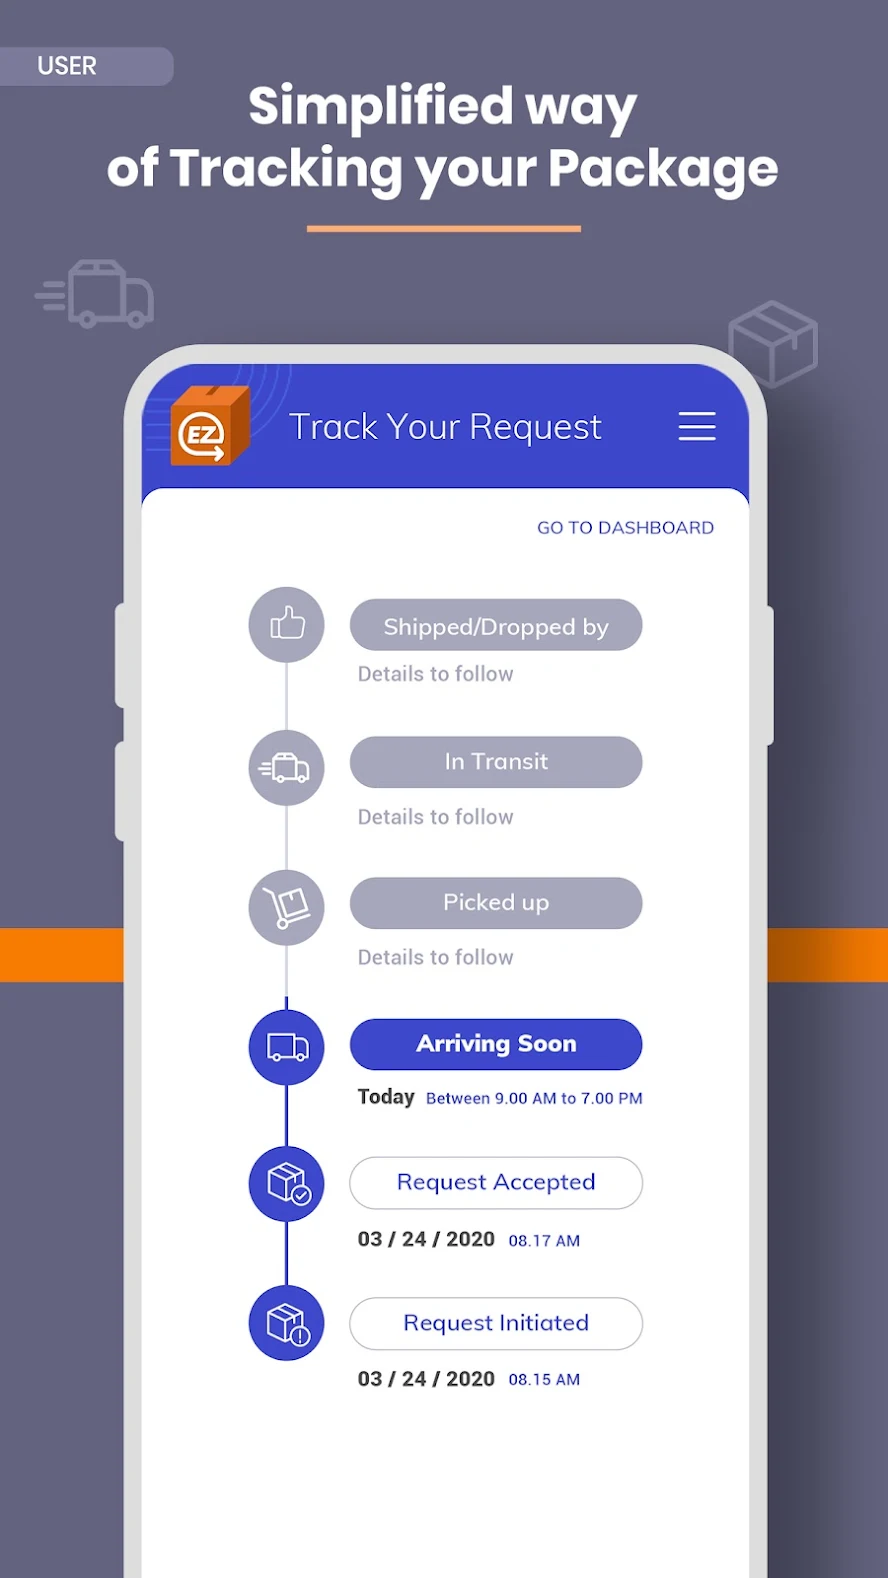 USER
Simplified way
of Tracking your Package
EZ
Track Your Request
GO TO DASHBOARD
Shipped/Dropped by
Details to follow
In Transit
Details to follow
Picked up
Details to follow
Arriving Soon
Today Between 9.00 AM to 7.00 PM
Request Accepted
03 / 24 / 2020 08.17 AM
Request Initiated
03 / 24 / 2020 08.15 AM